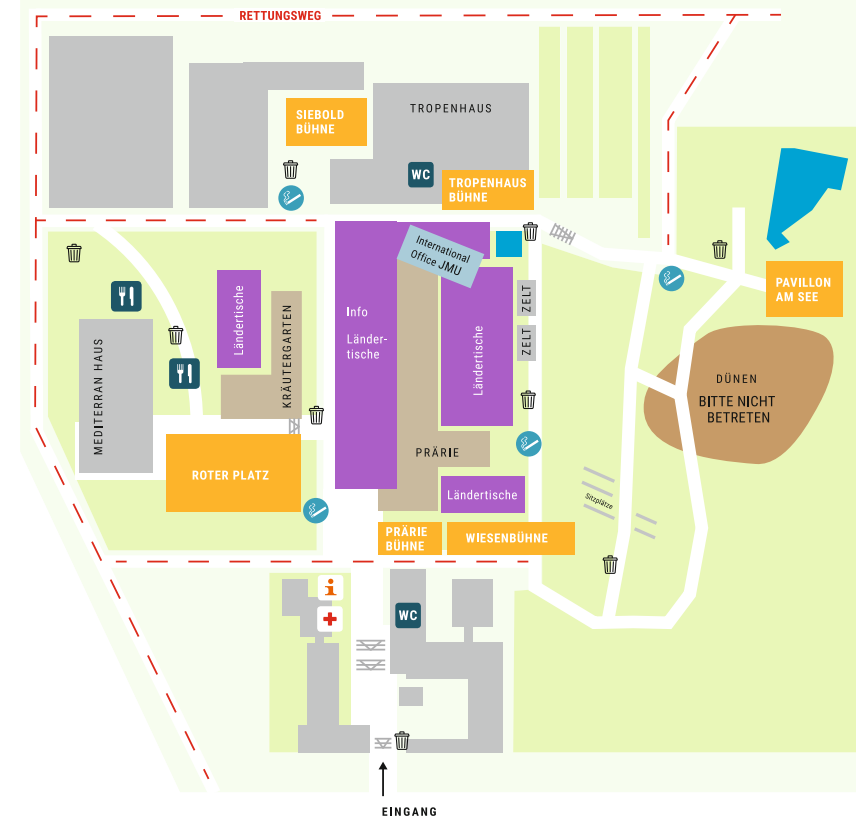 RETTUNGSWEG
TROPENHAUS
SIEBOLD
BÜHNE
WC
TROPENHAUS
BÜHNE
International
Office JMU
PAVILLON
AM SEE
Info
Länder-
tische
Ländertische
KRÄUTERGARTEN
Ländertische
ZELT
ZELT
MEDITERRAN HAUS
DÜNEN
BITTE NICHT
BETRETEN
PRÄRIE
ROTER PLATZ
Ländertische
Sitzplätze
PRÄRIE
BÜHNE
WIESENBÜHNE
i
WC
EINGANG